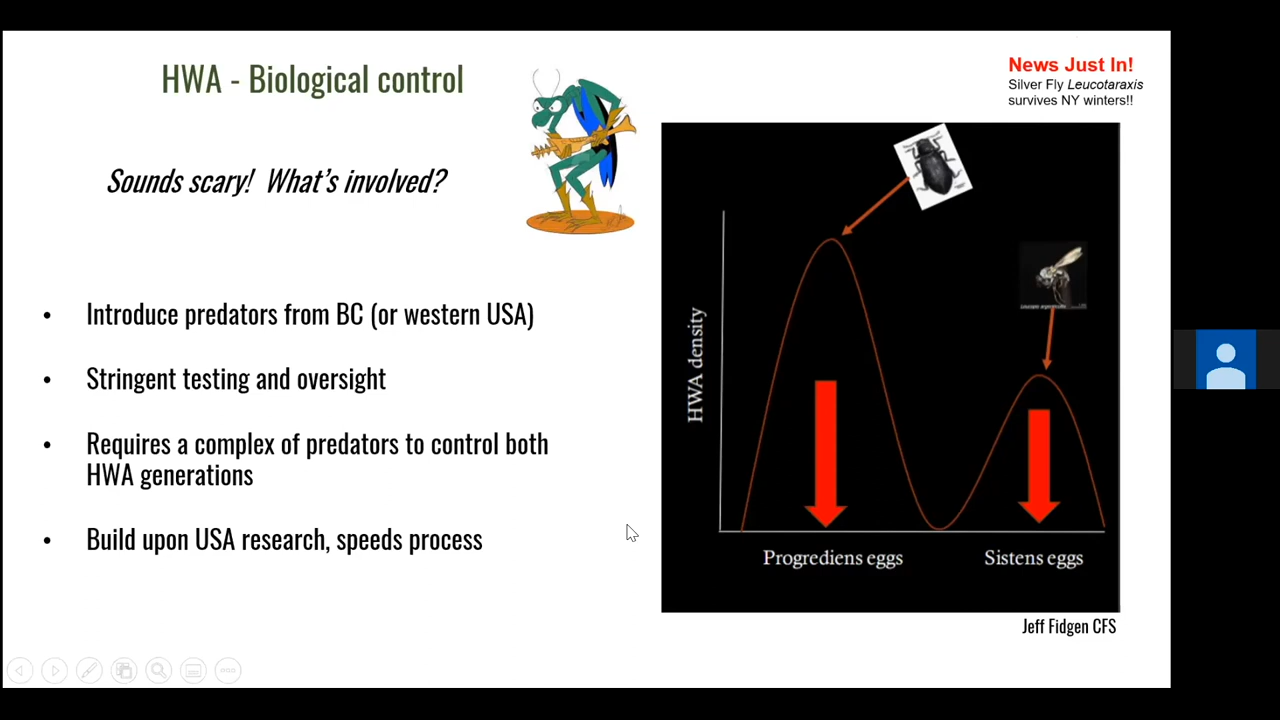 HWA - Biological control
Sounds scary! What's involved?
• Introduce predators from BC (or western USA)
• Stringent testing and oversight
• Requires a complex of predators to control both
HWA generations
• Build upon USA research, speeds process
News Just In!
Silver Fly Leucotaraxis
survives NY winters!!
HWA density
Progrediens eggs
Sistens eggs
Jeff Fidgen CFS